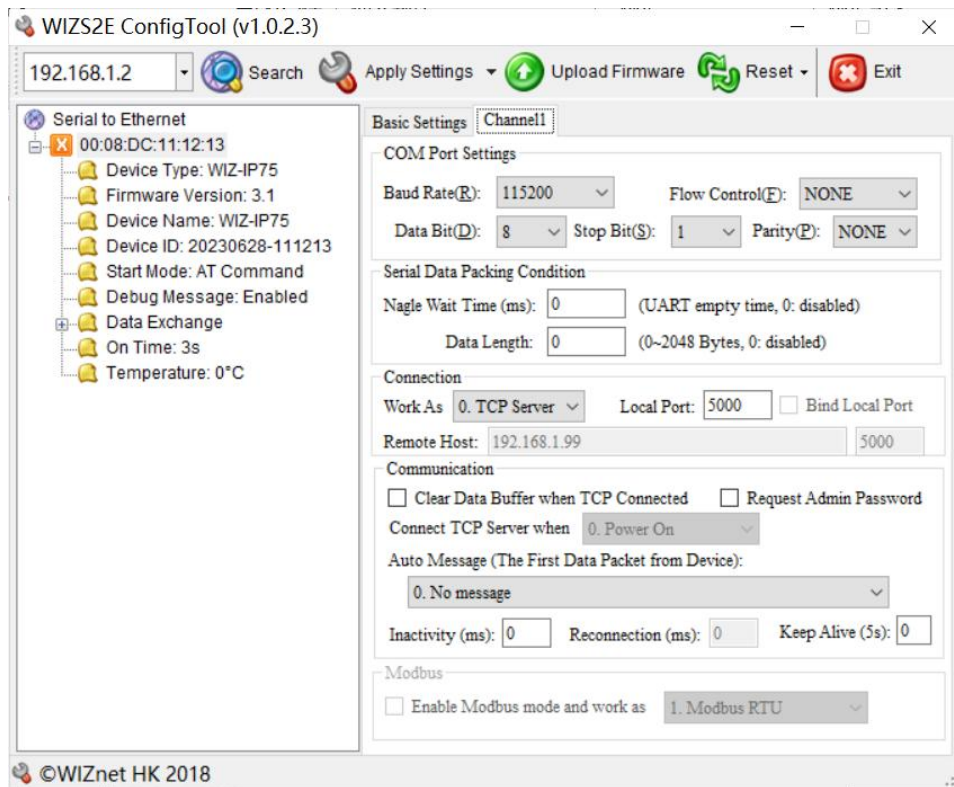 WIZS2E ConfigTool (v1.0.2.3)
192.168.1.2 Search Apply Settings Upload Firmware Reset Exit
Serial to Ethernet
00:08:DC:11:12:13
Device Type: WIZ-IP75
Firmware Version: 3.1
Device Name: WIZ-IP75
Device ID: 20230628-111213
Start Mode: AT Command
Debug Message: Enabled
Data Exchange
On Time: 3s
Temperature: 0°C
Basic Settings Channel1
COM Port Settings
Baud Rate(R): 115200 Flow Control(F): NONE
Data Bit(D): 8 Stop Bit(S): 1 Parity(P): NONE
Serial Data Packing Condition
Nagle Wait Time (ms): 0 (UART empty time, 0: disabled)
Data Length: 0 (0~2048 Bytes, 0: disabled)
Connection
Work As 0. TCP Server Local Port: 5000 Bind Local Port
Remote Host: 192.168.1.99 5000
Communication
Clear Data Buffer when TCP Connected Request Admin Password
Connect TCP Server when 0. Power On
Auto Message (The First Data Packet from Device):
0. No message
Inactivity (ms): 0 Reconnection (ms): 0 Keep Alive (5s): 0
Modbus
Enable Modbus mode and work as 1. Modbus RTU
©WIZnet HK 2018